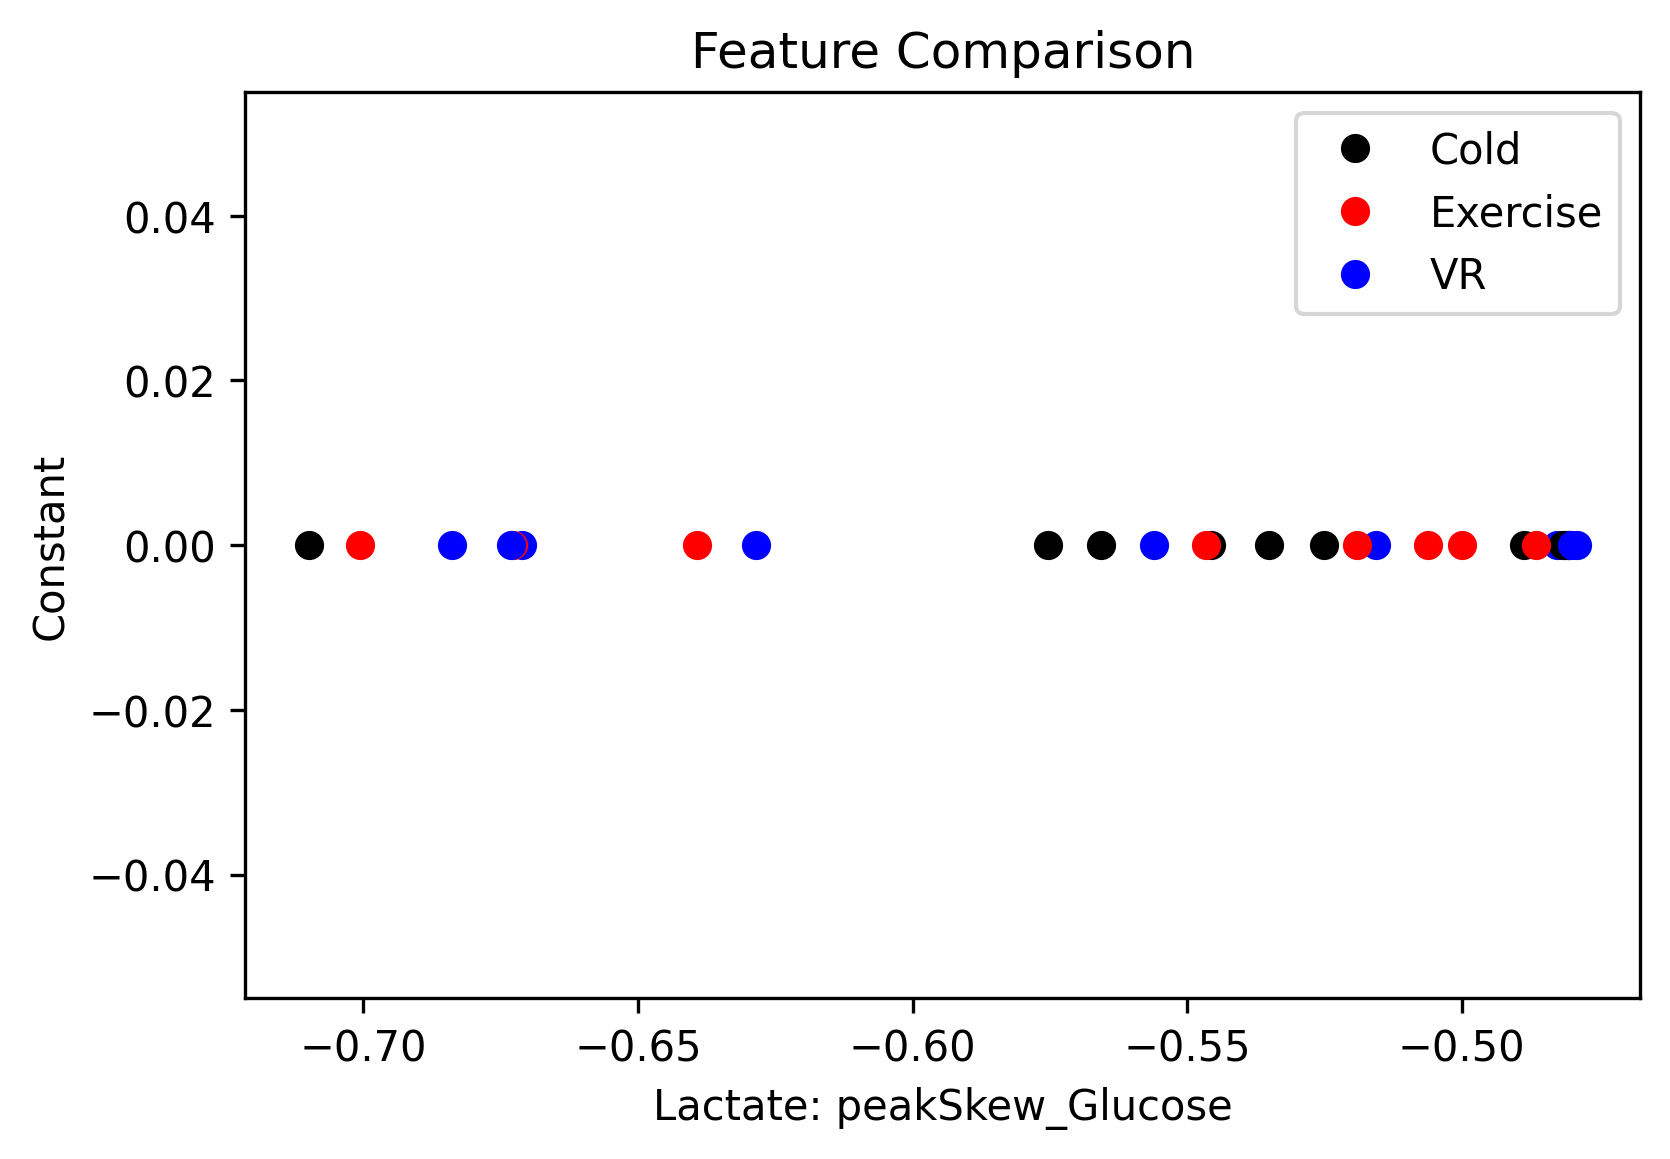 Feature Comparison
Cold
Exercise
VR
0.04
0.02
0.00
−0.02
−0.04
Constant
−0.70
−0.65
−0.60
−0.55
−0.50
Lactate: peakSkew_Glucose